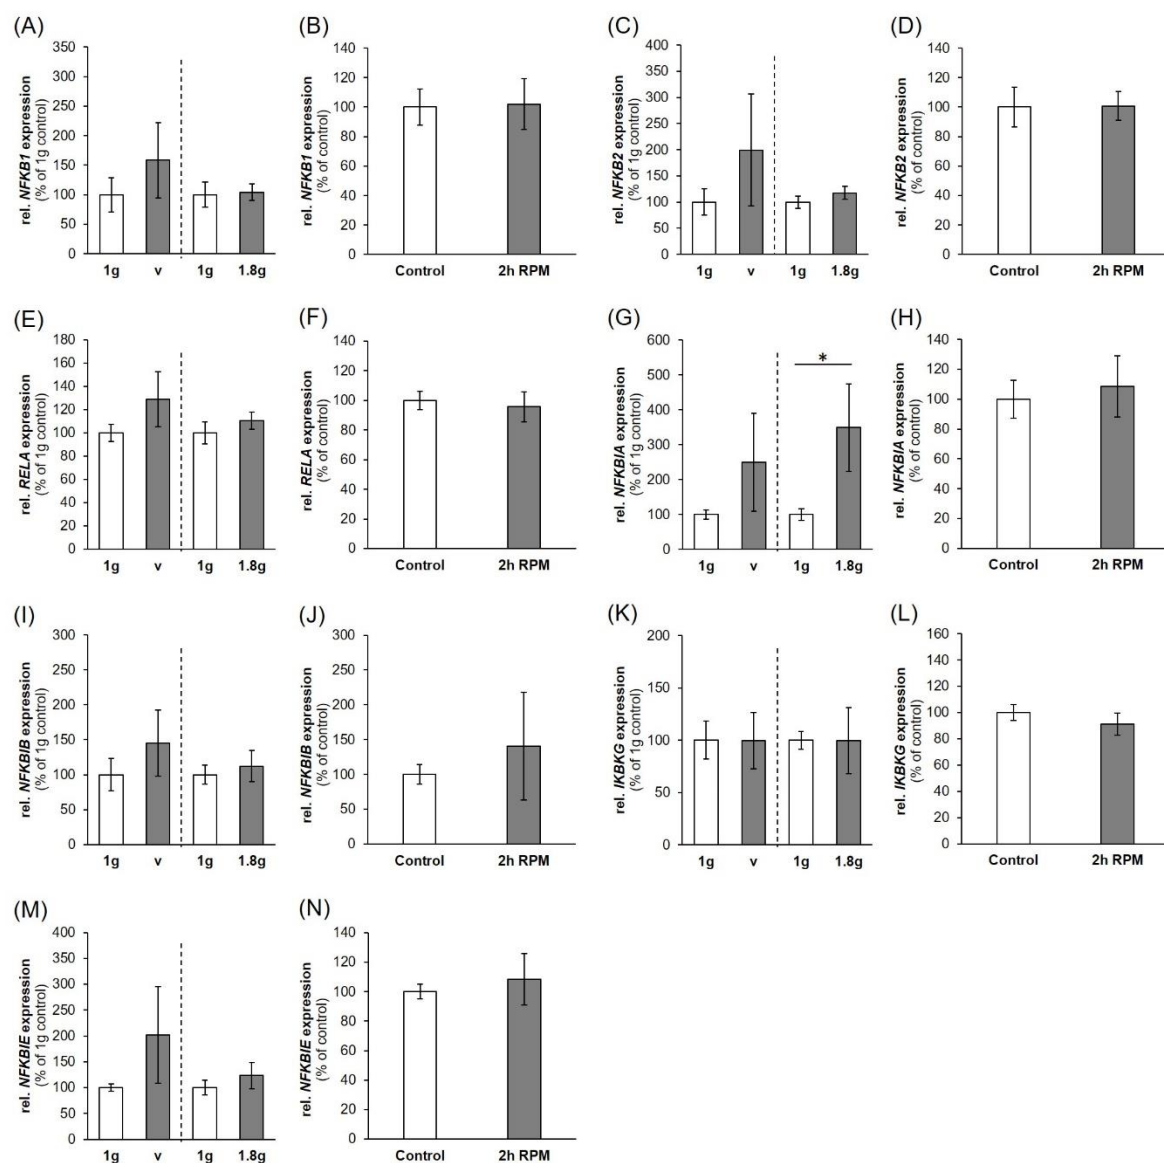 (A)
rel. NFKB1 expression
(% of 1g control)
350
300
250
200
150
100
50
0
1g v 1g 1.8g
(B)
rel. NFKB1 expression
(% of control)
140
120
100
80
60
40
20
0
Control 2h RPM
(C)
rel. NFKB2 expression
(% of 1g control)
400
350
300
250
200
150
100
50
0
1g v 1g 1.8g
(D)
rel. NFKB2 expression
(% of control)
140
120
100
80
60
40
20
0
Control 2h RPM
(E)
rel. RELA expression
(% of 1g control)
180
160
140
120
100
80
60
40
20
0
1g v 1g 1.8g
(F)
rel. RELA expression
(% of control)
140
120
100
80
60
40
20
0
Control 2h RPM
(G)
rel. NFKBIA expression
(% of 1g control)
600
500
400
300
200
100
0
*
1g v 1g 1.8g
(H)
rel. NFKBIA expression
(% of control)
140
120
100
80
60
40
20
0
Control 2h RPM
(I)
rel. NFKBIB expression
(% of 1g control)
300
250
200
150
100
50
0
1g v 1g 1.8g
(J)
rel. NFKBIB expression
(% of control)
300
250
200
150
100
50
0
Control 2h RPM
(K)
rel. IKBKG expression
(% of 1g control)
200
150
100
50
0
1g v 1g 1.8g
(L)
rel. IKBKG expression
(% of control)
160
140
120
100
80
60
40
20
0
Control 2h RPM
(M)
rel. NFKBIE expression
(% of 1g control)
400
350
300
250
200
150
100
50
0
1g v 1g 1.8g
(N)
rel. NFKBIE expression
(% of control)
140
120
100
80
60
40
20
0
Control 2h RPM